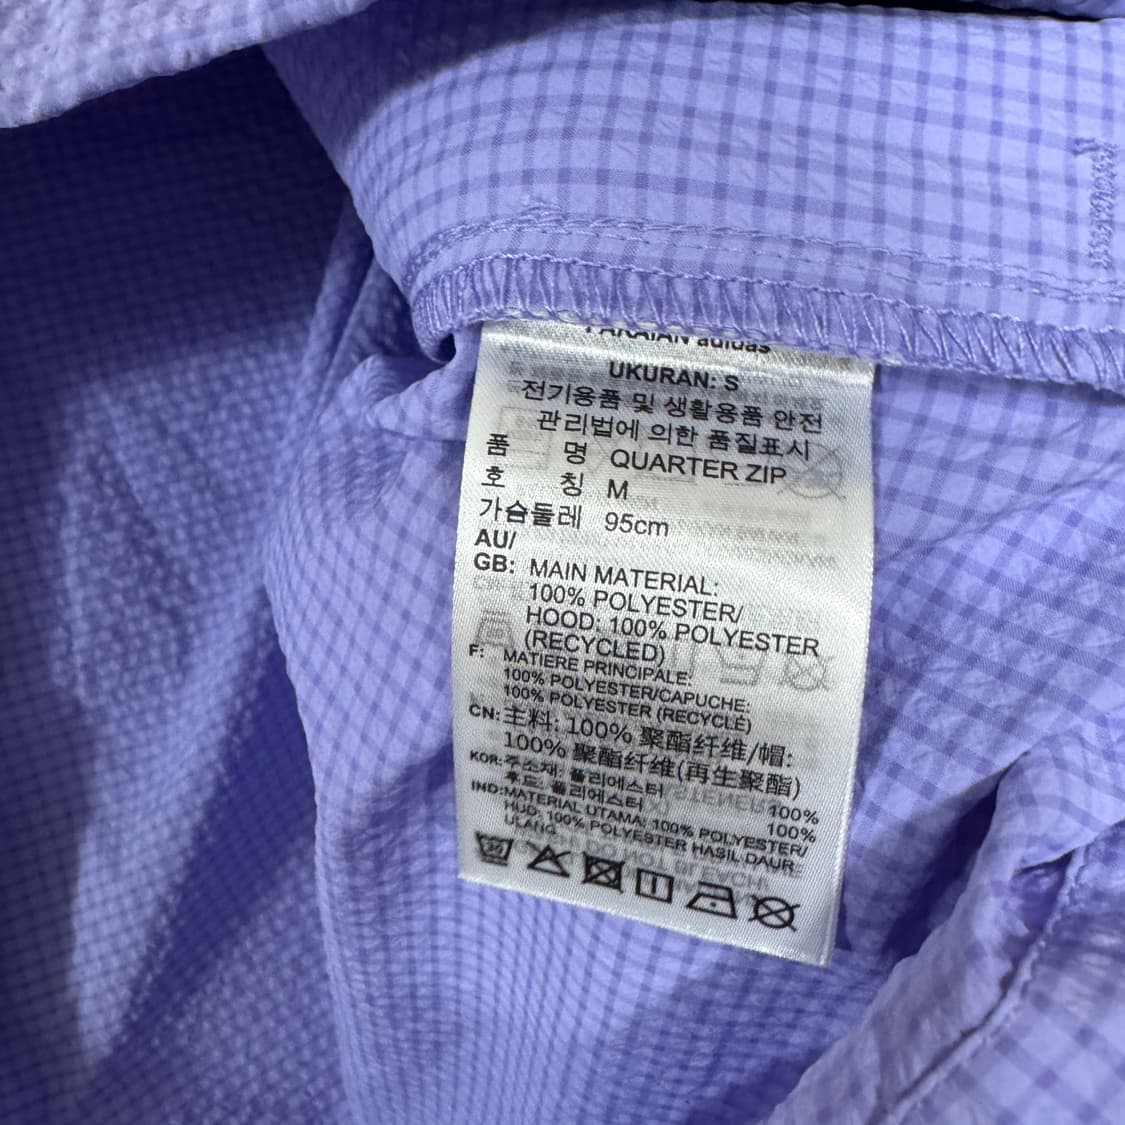 PAKAIAN adidas
UKURAN: S
전기용품 및 생활용품 안전
관리법에 의한 품질표시
품 명 QUARTER ZIP
호 칭 M
가슴둘레 95cm
AU/
GB: MAIN MATERIAL:
100% POLYESTER/
HOOD: 100% POLYESTER
(RECYCLED)
F: MATIERE PRINCIPALE:
100% POLYESTER/CAPUCHE:
100% POLYESTER (RECYCLÉ)
CN: 主料: 100% 聚酯纤维/帽:
100% 聚酯纤维(再生聚酯)
KOR: 주소재: 폴리에스터 100%
후드: 폴리에스터 100%
IND: MATERIAL UTAMA: 100% POLYESTER/
HUD: 100% POLYESTER HASIL DAUR
ULANG
30